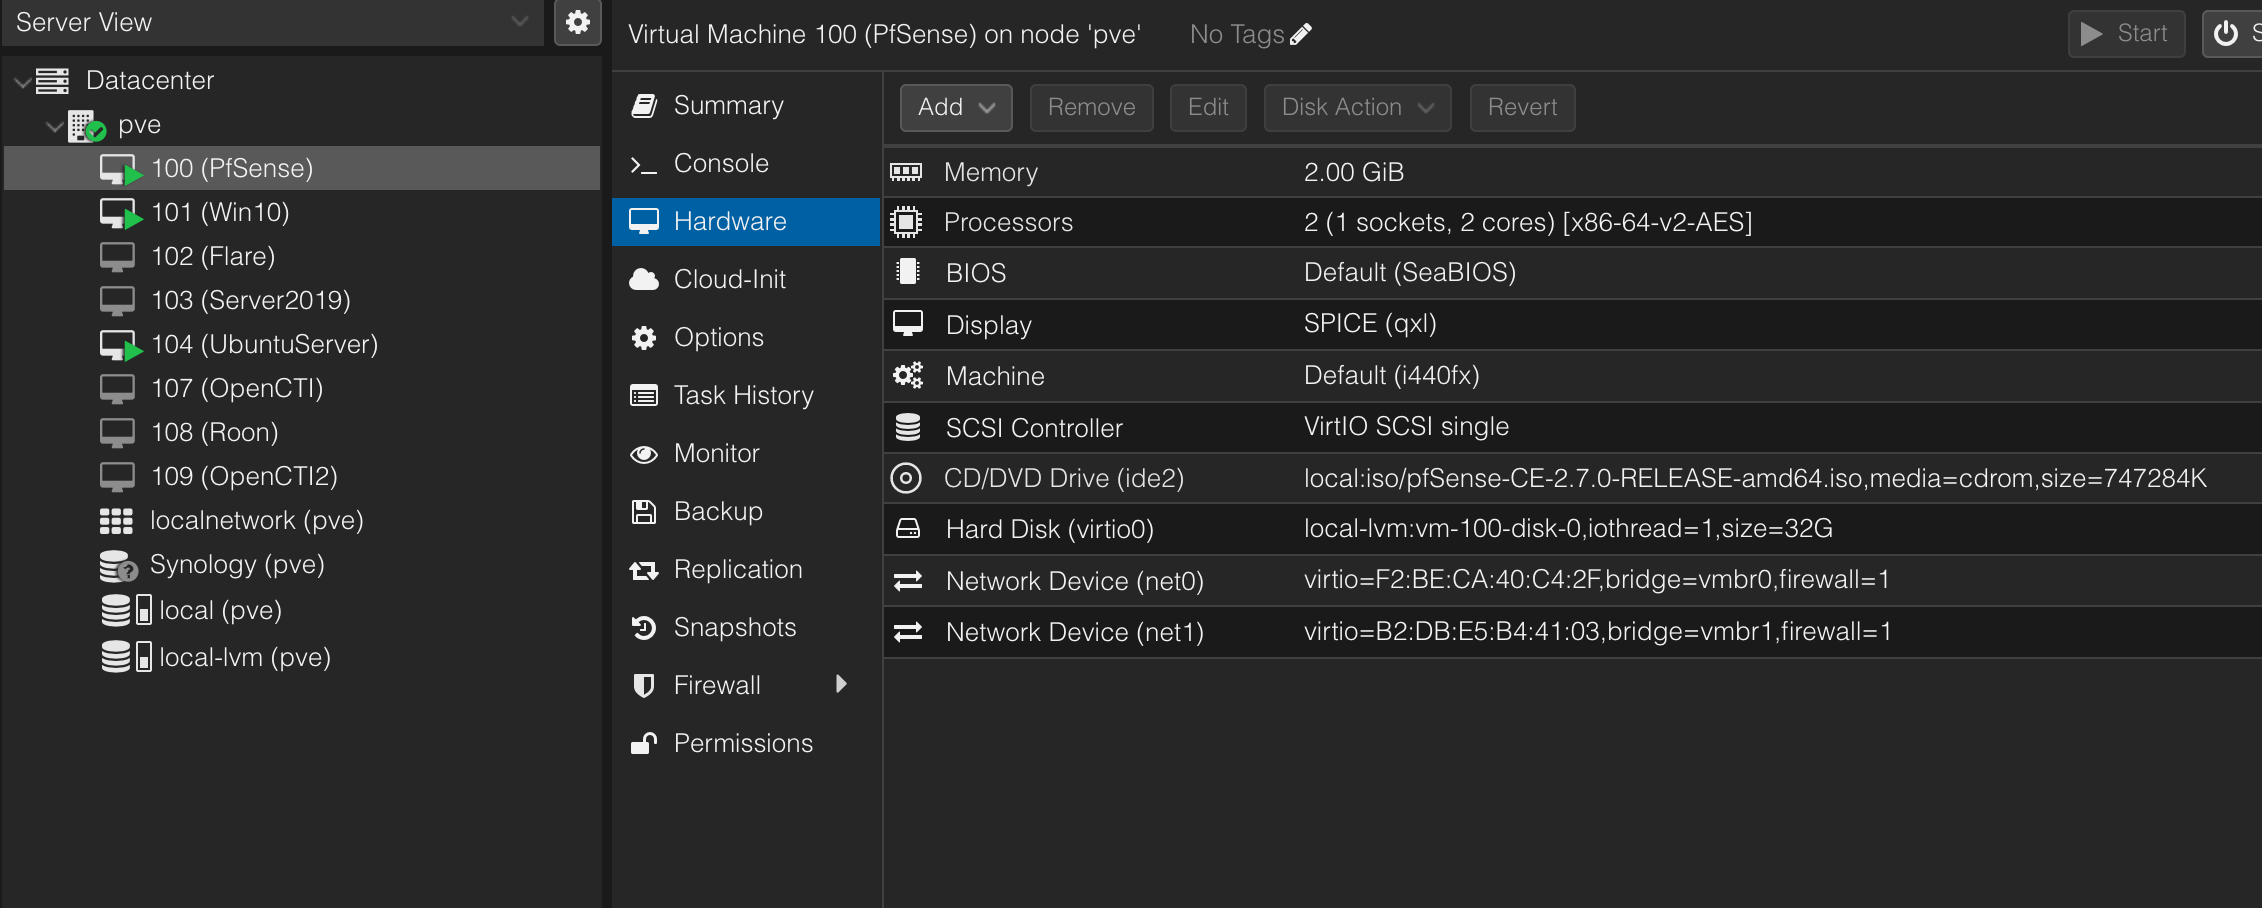 Server View
Datacenter
pve
100 (PfSense)
101 (Win10)
102 (Flare)
103 (Server2019)
104 (UbuntuServer)
107 (OpenCTI)
108 (Roon)
109 (OpenCTI2)
localnetwork (pve)
Synology (pve)
local (pve)
local-lvm (pve)
Virtual Machine 100 (PfSense) on node 'pve' No Tags Start
Summary
Console
Hardware
Cloud-Init
Options
Task History
Monitor
Backup
Replication
Snapshots
Firewall
Permissions
Add Remove Edit Disk Action Revert
Memory 2.00 GiB
Processors 2 (1 sockets, 2 cores) [x86-64-v2-AES]
BIOS Default (SeaBIOS)
Display SPICE (qxl)
Machine Default (i440fx)
SCSI Controller VirtIO SCSI single
CD/DVD Drive (ide2) local:iso/pfSense-CE-2.7.0-RELEASE-amd64.iso,media=cdrom,size=747284K
Hard Disk (virtio0) local-lvm:vm-100-disk-0,iothread=1,size=32G
Network Device (net0) virtio=F2:BE:CA:40:C4:2F,bridge=vmbr0,firewall=1
Network Device (net1) virtio=B2:DB:E5:B4:41:03,bridge=vmbr1,firewall=1